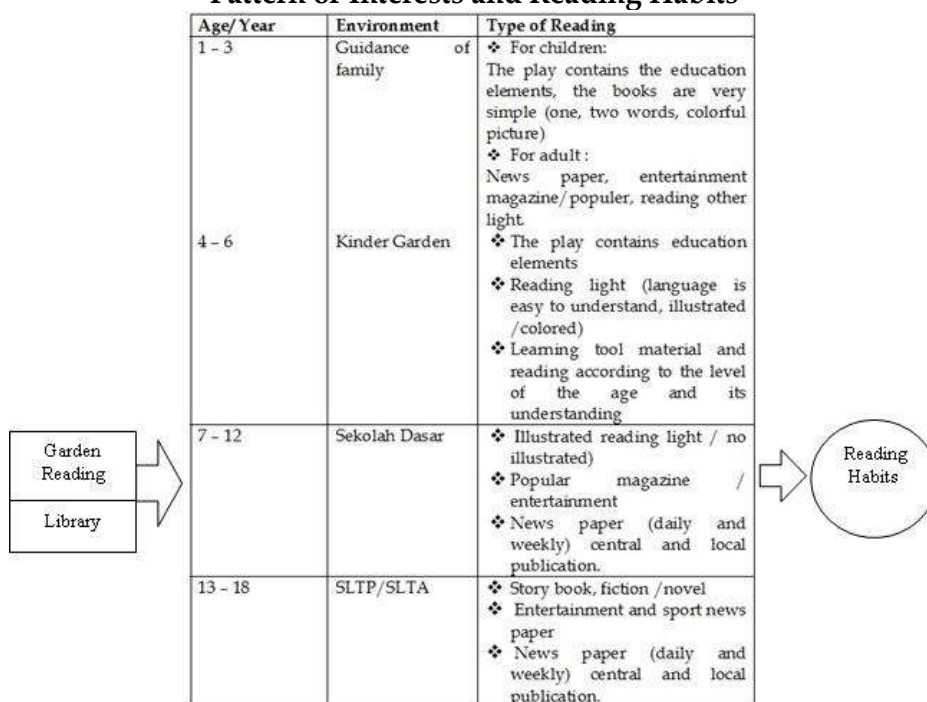 Pattern of Interests and Reading Habits
Age/Year Environment Type of Reading
1 – 3 Guidance of family
❖ For children:
The play contains the education
elements, the books are very
simple (one, two words, colorful
picture)
❖ For adult :
News paper, entertainment
magazine/populer, reading other
light.
4 – 6 Kinder Garden
❖ The play contains education
elements
❖ Reading light (language is
easy to understand, illustrated
/colored)
❖ Learning tool material and
reading according to the level
of the age and its
understanding
Garden
Reading
Library
7 – 12 Sekolah Dasar
❖ Illustrated reading light / no
illustrated)
❖ Popular magazine /
entertainment
❖ News paper (daily and
weekly) central and local
publication.
13 – 18 SLTP/SLTA
❖ Story book, fiction /novel
❖ Entertainment and sport news
paper
❖ News paper (daily and
weekly) central and local
publication.
Reading
Habits